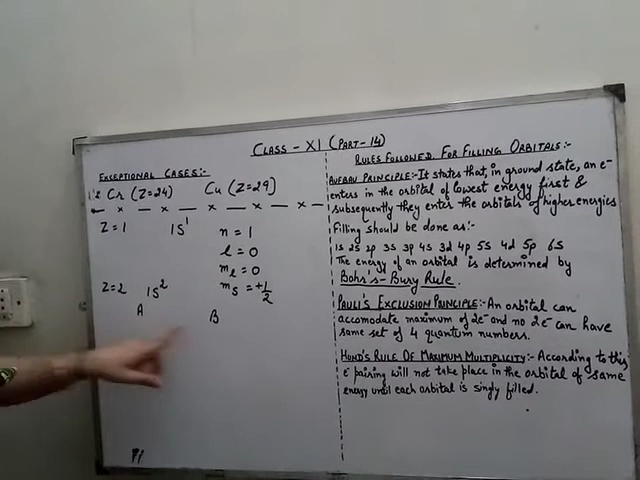 CLASS - XI (PART-14)
EXCEPTIONAL CASES:-
Cr (Z=24) Cu (Z=29)
Z=1 1S¹ n = 1
l = 0
mₗ = 0
Z=2 1S² mₛ = +1/2
A B
RULES FOLLOWED FOR FILLING ORBITALS:-
AUFBAU PRINCIPLE:- It states that, in ground state, an e⁻
enters in the orbital of lowest energy first &
subsequently they enter the orbitals of higher energies
Filling should be done as:-
1s 2s 2p 3s 3p 4s 3d 4p 5s 4d 5p 6s
The energy of an orbital is determined by
Bohr's-Bury Rule.
PAULI'S EXCLUSION PRINCIPLE:- An orbital can
accomodate maximum of 2e⁻ and no 2e⁻ can have
same set of 4 quantum numbers.
HUND'S RULE OF MAXIMUM MULTIPLICITY:- According to this
e⁻ pairing will not take place in the orbital of same
energy until each orbital is singly filled.